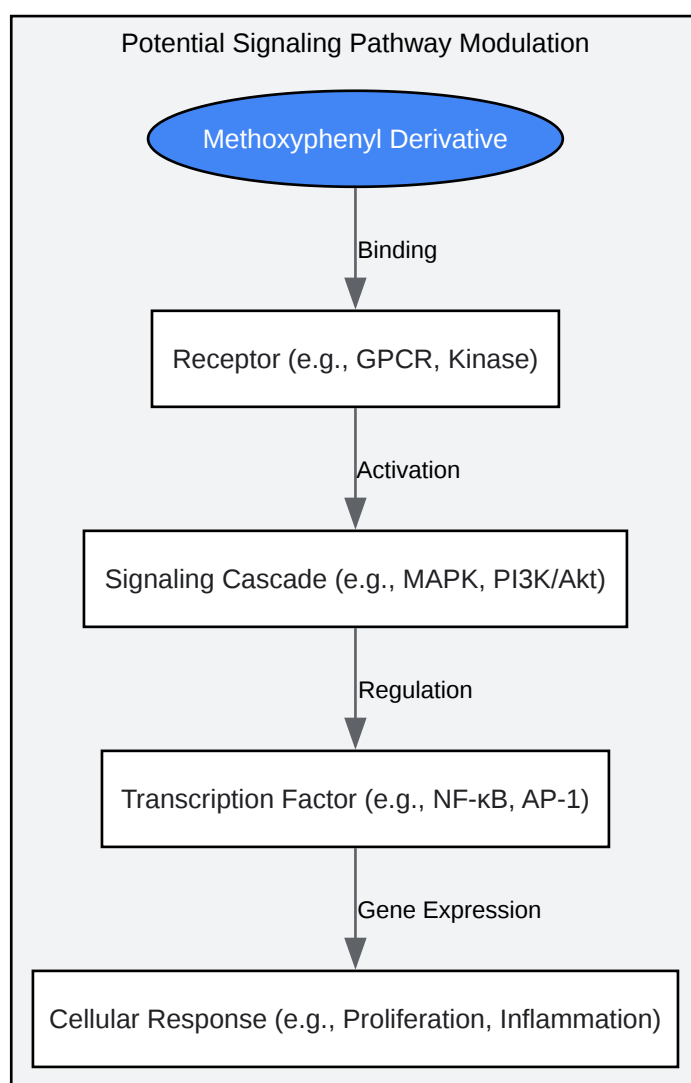 Potential Signaling Pathway Modulation
Methoxyphenyl Derivative
Binding
Receptor (e.g., GPCR, Kinase)
Activation
Signaling Cascade (e.g., MAPK, PI3K/Akt)
Regulation
Transcription Factor (e.g., NF-κB, AP-1)
Gene Expression
Cellular Response (e.g., Proliferation, Inflammation)